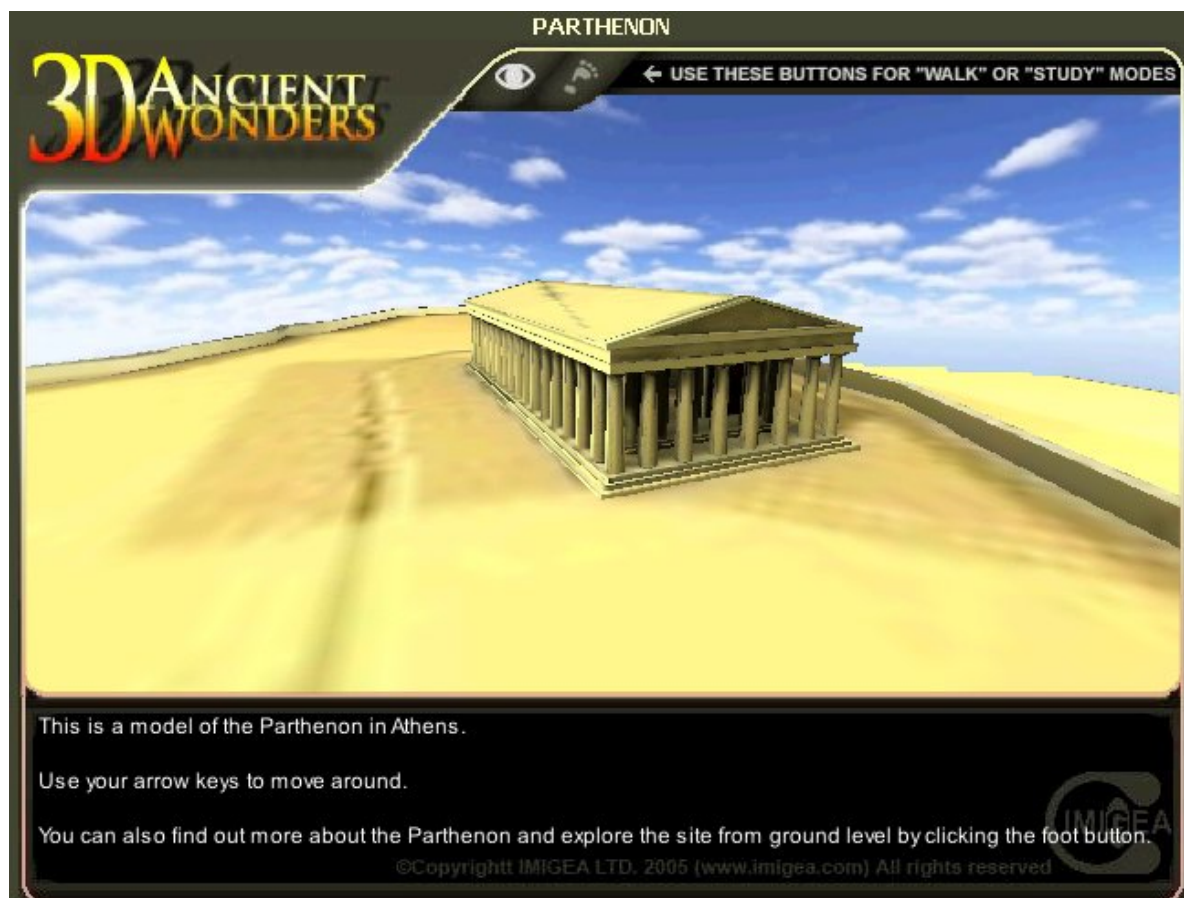 PARTHENON
3D ANCIENT
WONDERS
← USE THESE BUTTONS FOR "WALK" OR "STUDY" MODES
This is a model of the Parthenon in Athens.
Use your arrow keys to move around.
You can also find out more about the Parthenon and explore the site from ground level by clicking the foot button.
IMIGEA
©Copyrightt IMIGEA LTD. 2005 (www.imigea.com) All rights reserved